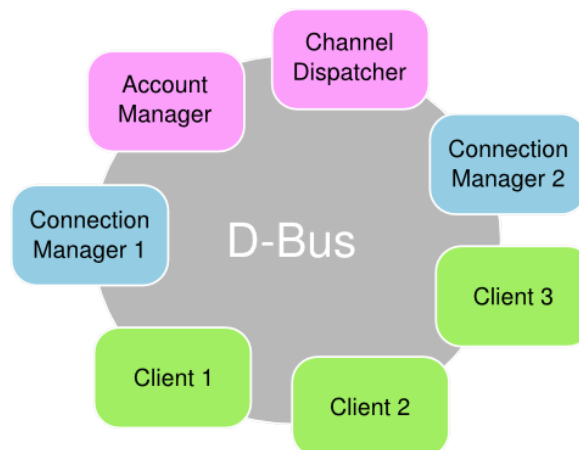 Channel
Dispatcher
Account
Manager
Connection
Manager 2
Connection
Manager 1
D-Bus
Client 3
Client 1
Client 2